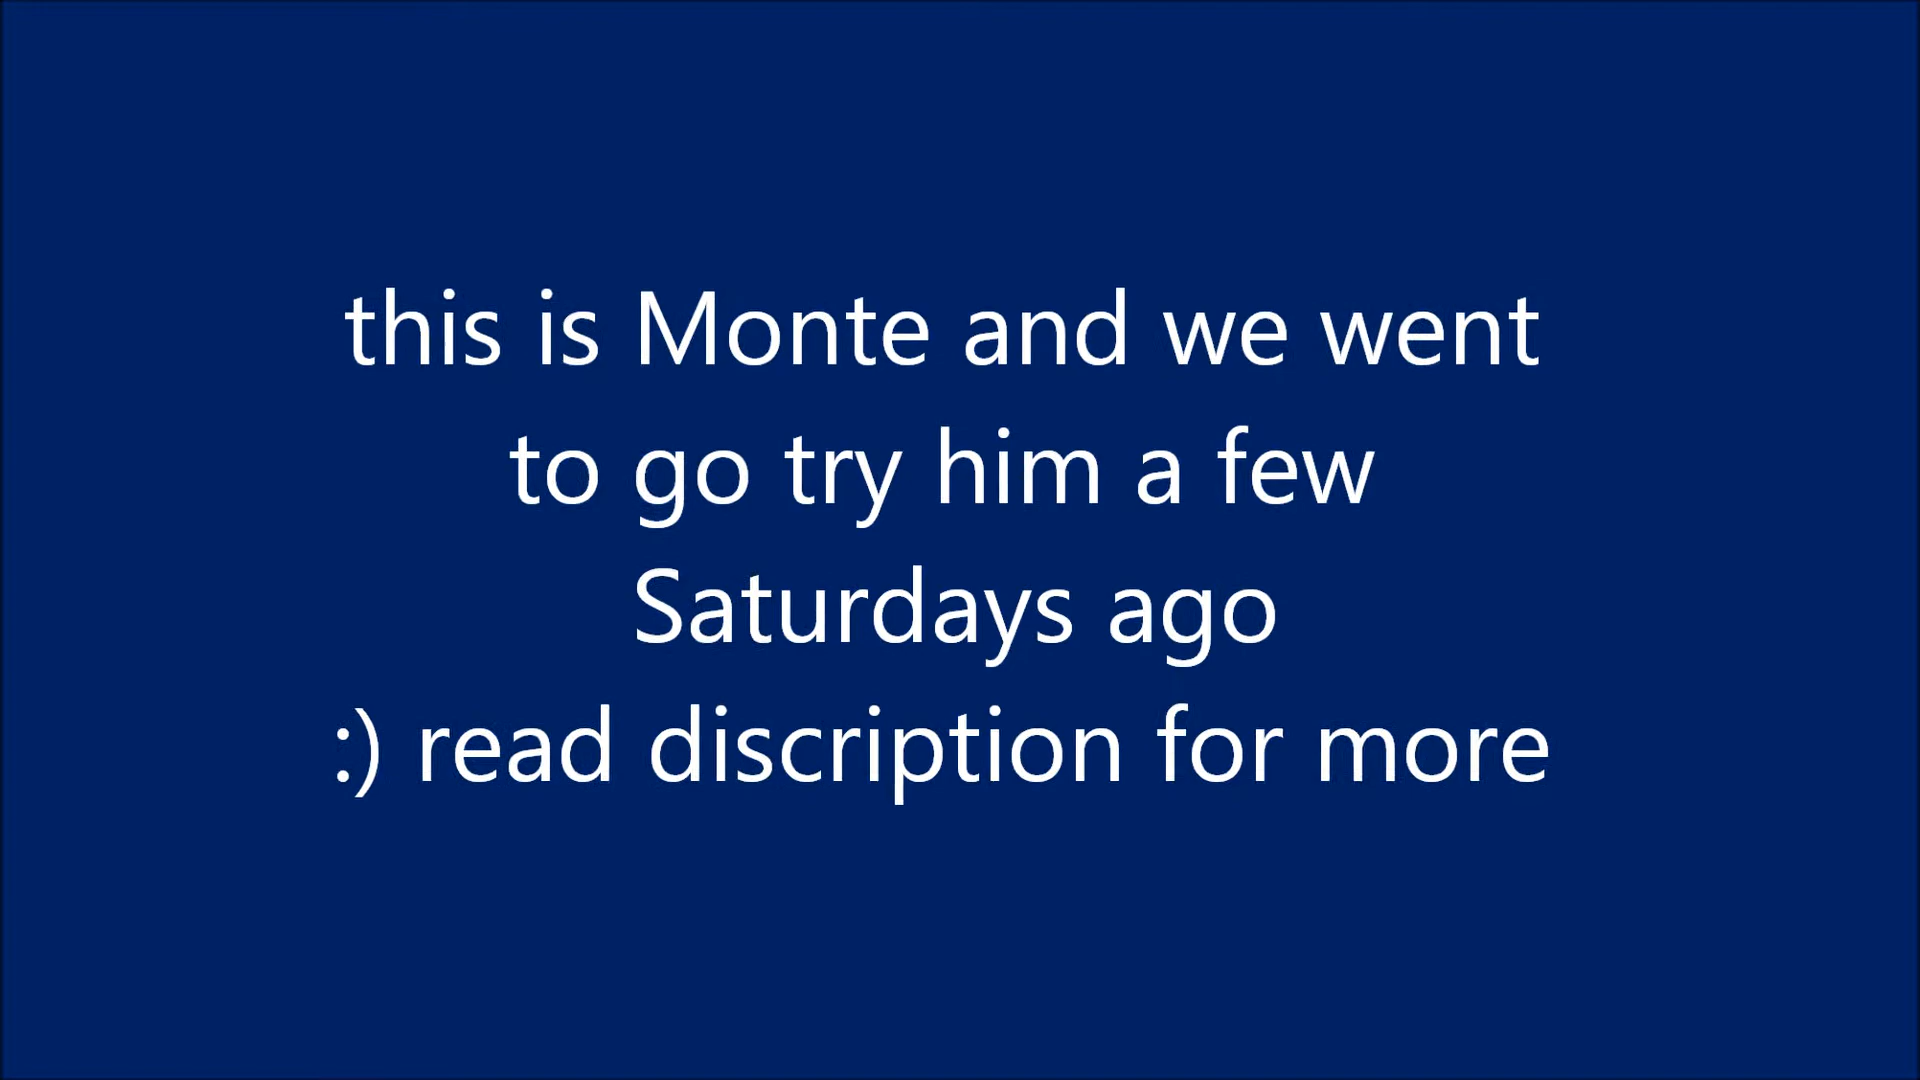 this is Monte and we went
to go try him a few
Saturdays ago
:) read discription for more